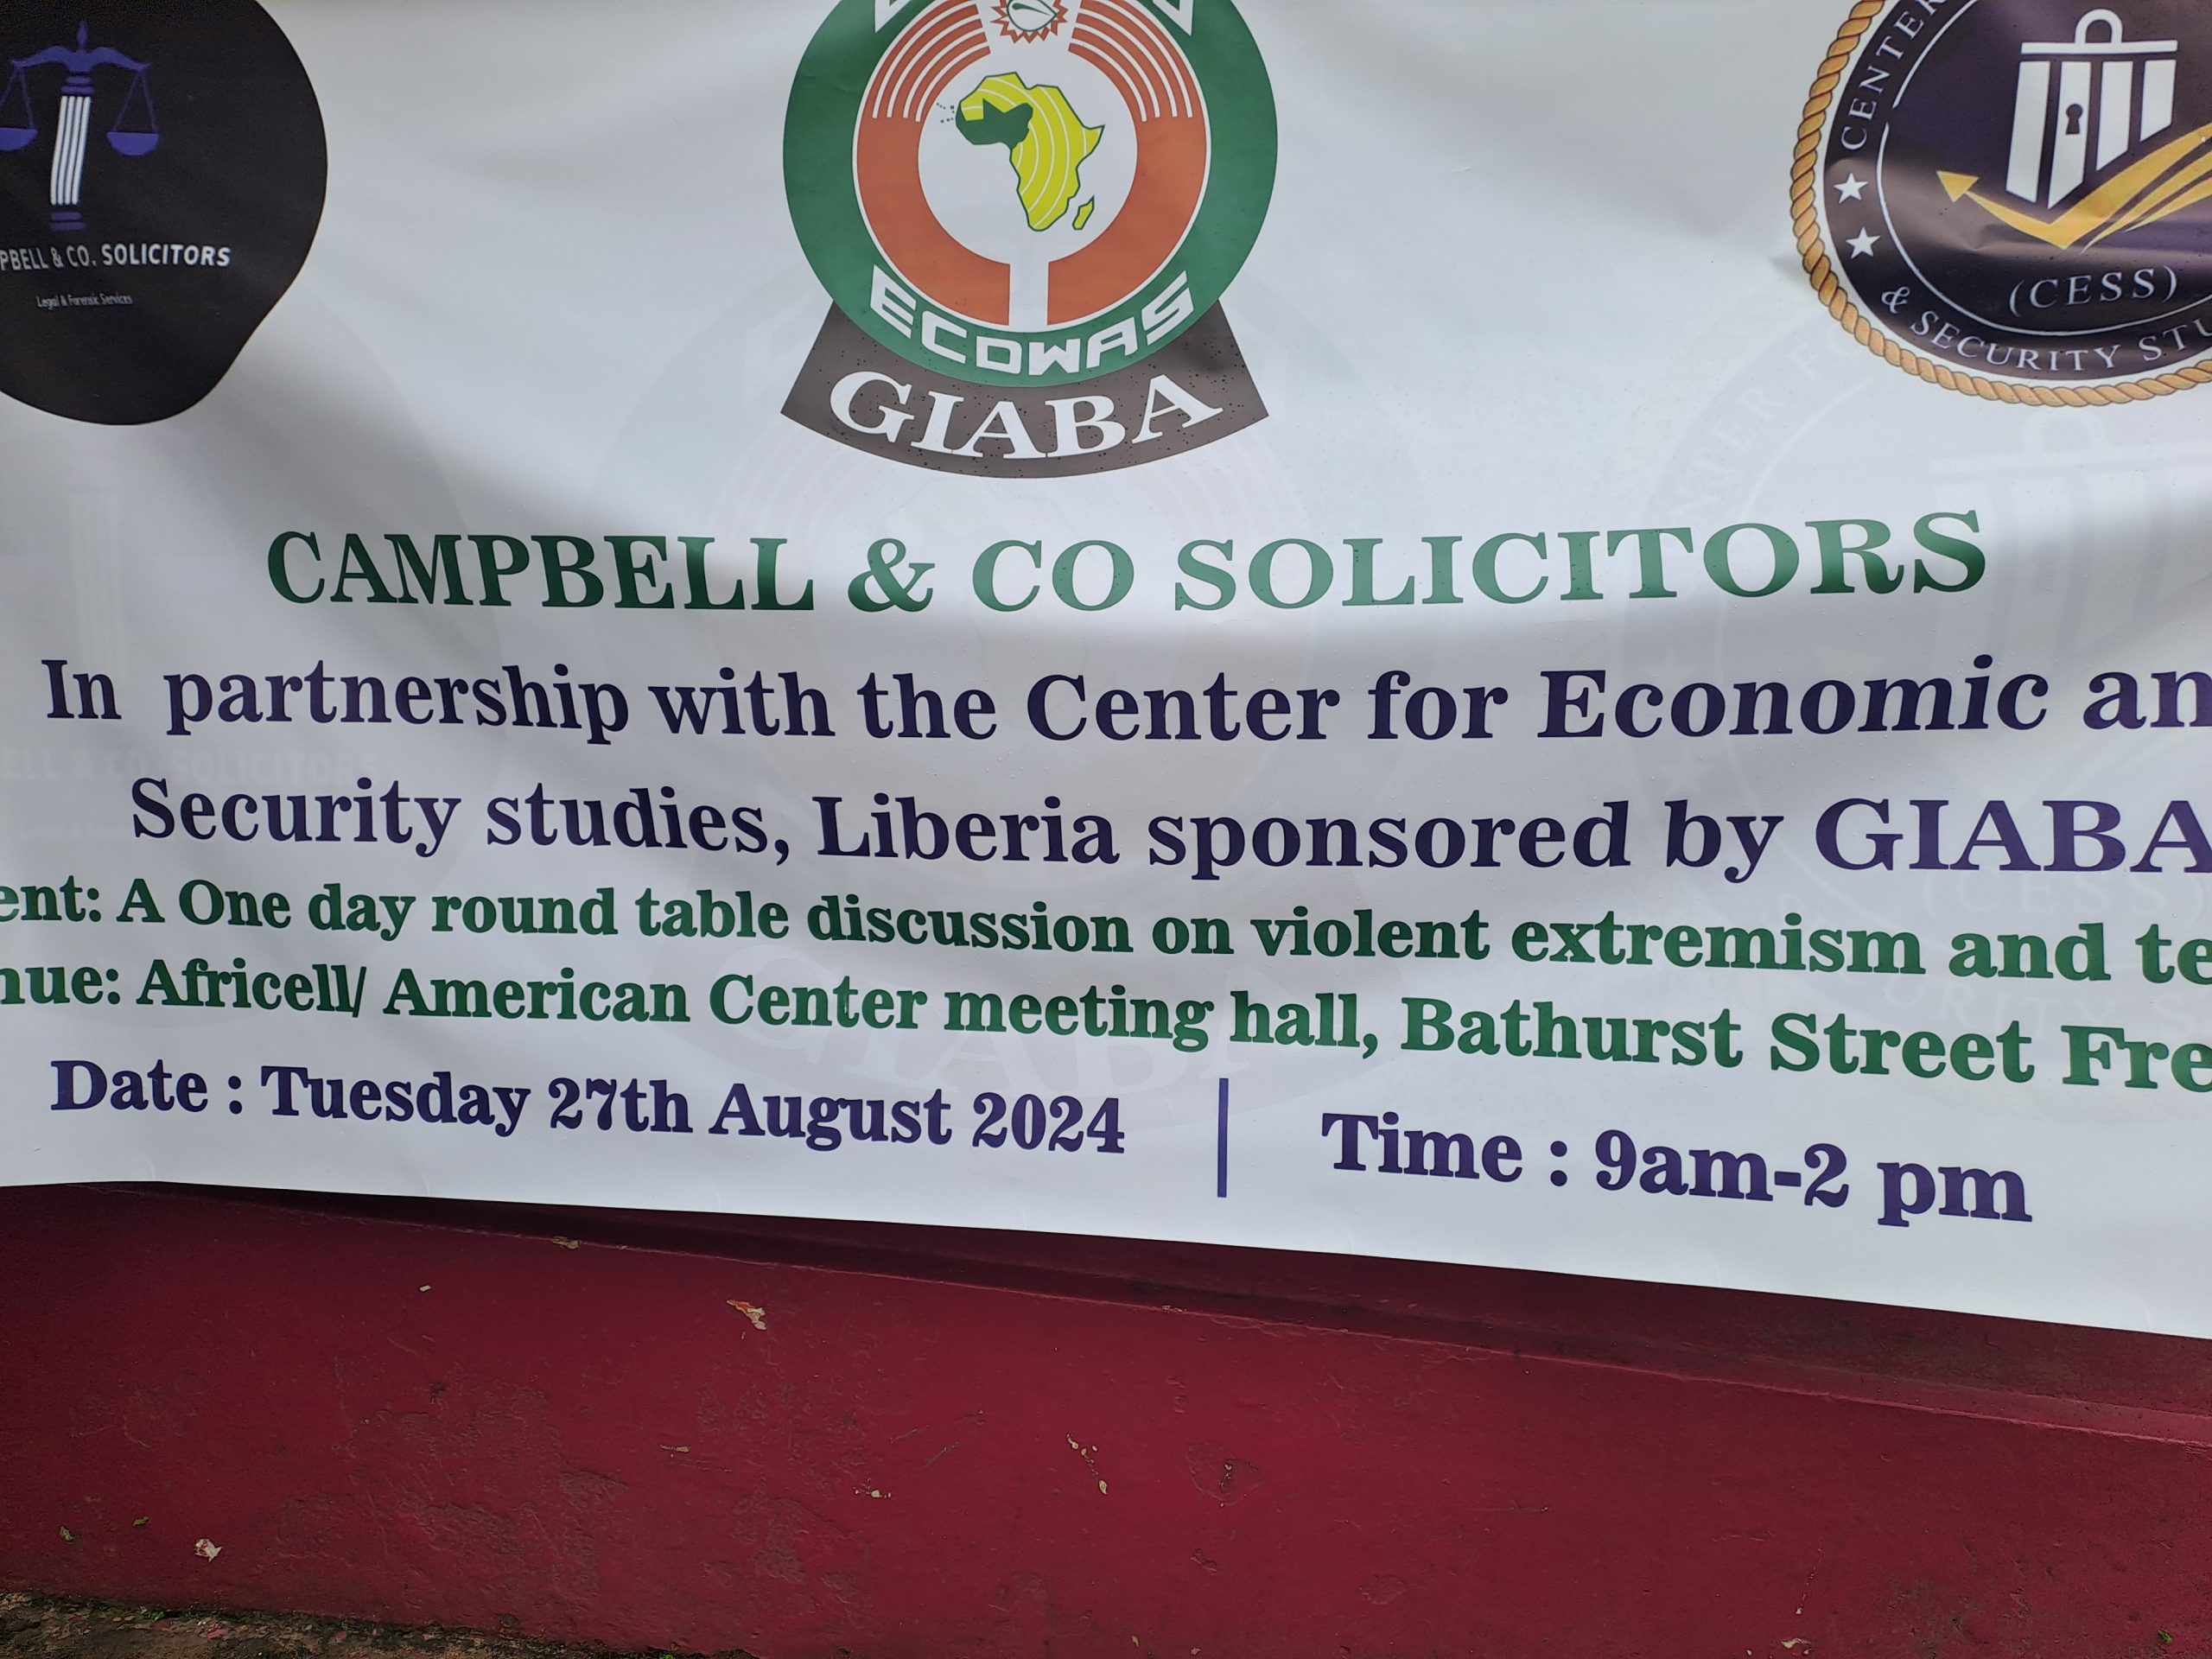 CAMPBELL & CO. SOLICITORS
Legal & Forensic Services
ECOWAS
GIABA
CENTER
& SECURITY STU
(CESS)
CAMPBELL & CO SOLICITORS
In partnership with the Center for Economic an
Security studies, Liberia sponsored by GIABA
ent: A One day round table discussion on violent extremism and te
nue: Africell/ American Center meeting hall, Bathurst Street Fre
Date : Tuesday 27th August 2024 | Time : 9am-2 pm